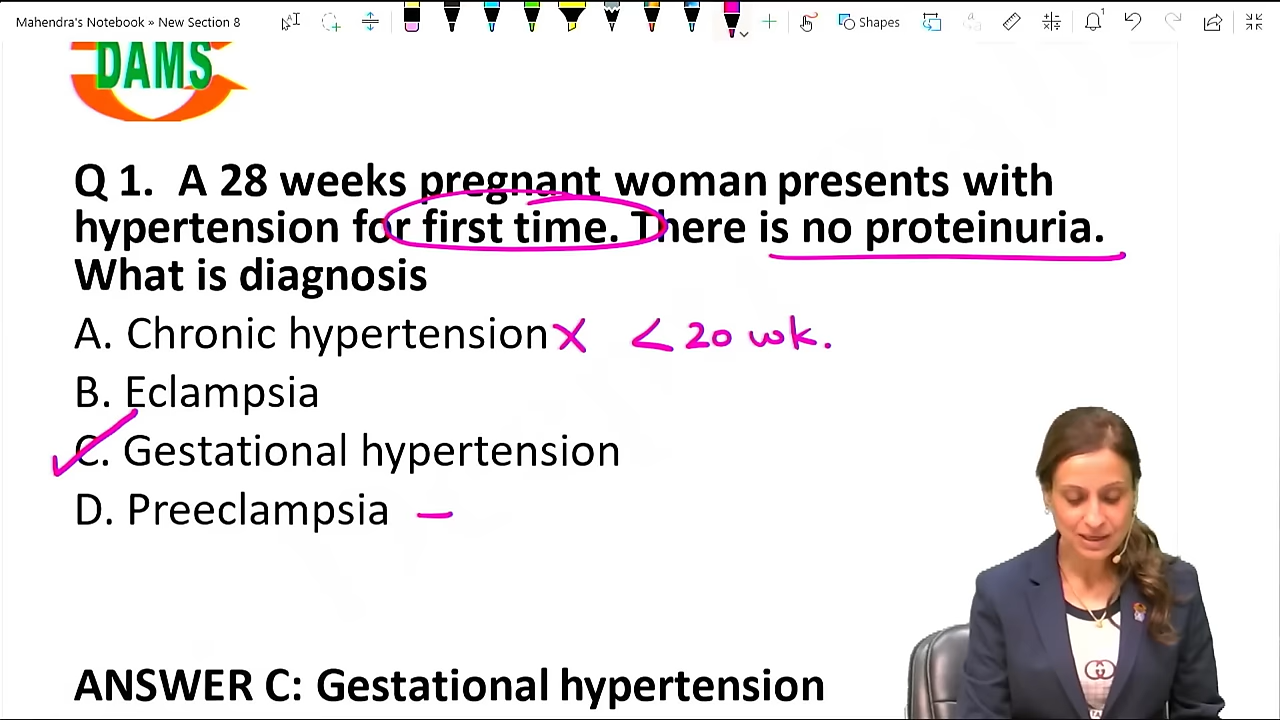 Mahendra's Notebook » New Section 8
Shapes
DAMS
Q 1. A 28 weeks pregnant woman presents with
hypertension for first time. There is no proteinuria.
What is diagnosis
A. Chronic hypertension X < 20 wk.
B. Eclampsia
C. Gestational hypertension
D. Preeclampsia –
ANSWER C: Gestational hypertension